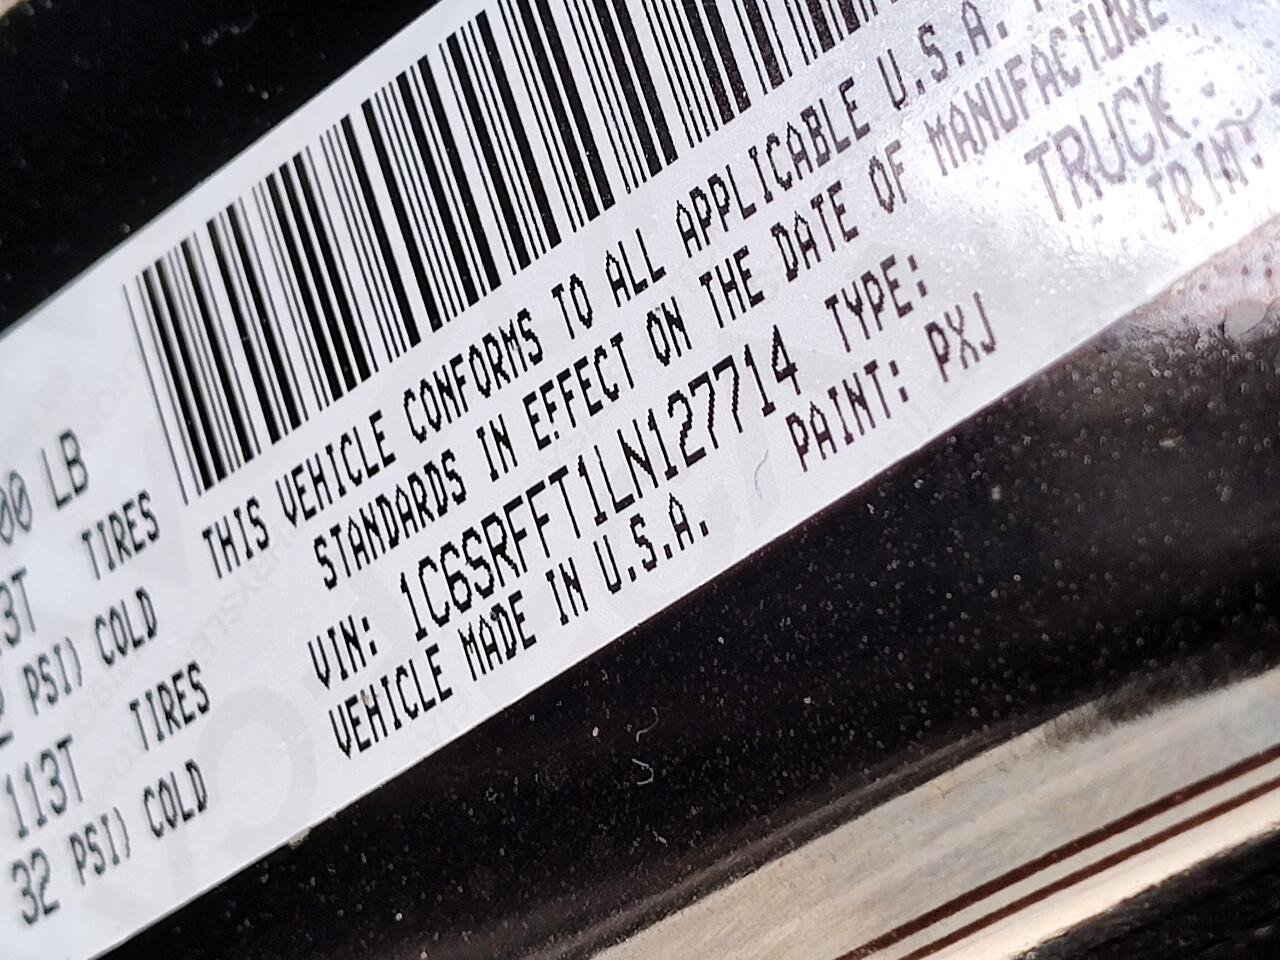 00 LB
TIRES
3T
PSI) COLD
TIRES
113T
32 PSI) COLD
THIS VEHICLE CONFORMS TO ALL APPLICABLE U.S.A.
STANDARDS IN EFFECT ON THE DATE OF MANUFACTURE
VIN: 1C6SRFFT1LN127714 TYPE: TRUCK
VEHICLE MADE IN U.S.A. PAINT: PXJ TRIM: